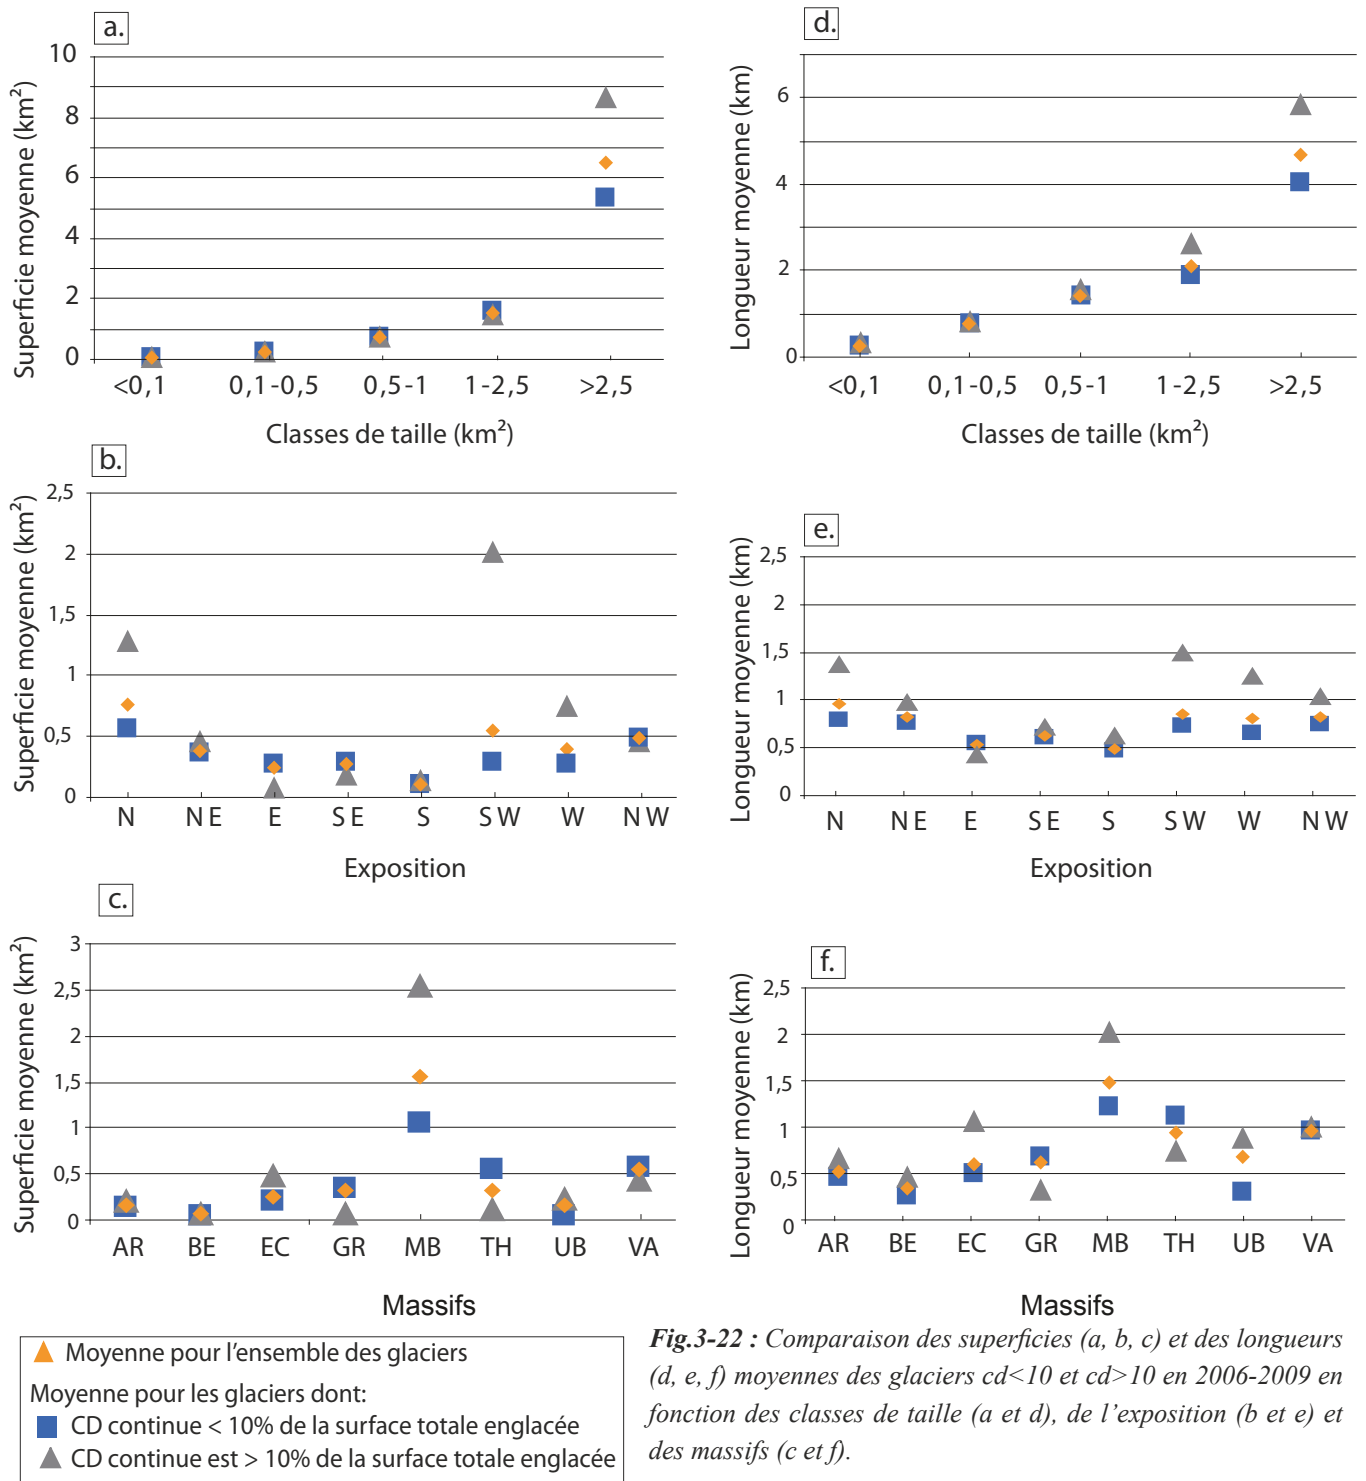 a.
Superficie moyenne (km²)
10
8
6
4
2
0
<0,1 0,1-0,5 0,5-1 1-2,5 >2,5
Classes de taille (km²)
d.
Longueur moyenne (km)
6
4
2
0
<0,1 0,1-0,5 0,5-1 1-2,5 >2,5
Classes de taille (km²)
b.
Superficie moyenne (km²)
2,5
2
1,5
1
0,5
0
N NE E SE S SW W NW
Exposition
e.
Longueur moyenne (km)
2,5
2
1,5
1
0,5
0
N NE E SE S SW W NW
Exposition
c.
Superficie moyenne (km²)
3
2,5
2
1,5
1
0,5
0
AR BE EC GR MB TH UB VA
Massifs
f.
Longueur moyenne (km)
2,5
2
1,5
1
0,5
0
AR BE EC GR MB TH UB VA
Massifs
Moyenne pour l'ensemble des glaciers
Moyenne pour les glaciers dont:
CD continue < 10% de la surface totale englacée
CD continue est > 10% de la surface totale englacée
Fig.3-22 : Comparaison des superficies (a, b, c) et des longueurs
(d, e, f) moyennes des glaciers cd<10 et cd>10 en 2006-2009 en
fonction des classes de taille (a et d), de l'exposition (b et e) et
des massifs (c et f).